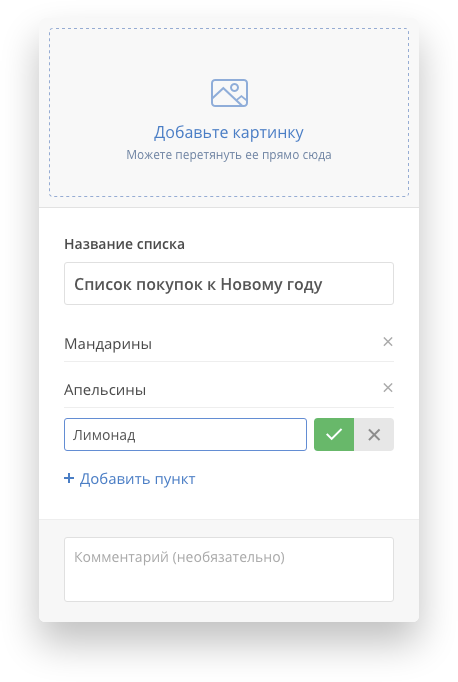 Добавьте картинку
Можете перетянуть ее прямо сюда
Название списка
Список покупок к Новому году
Мандарины
Апельсины
Лимонад
+ Добавить пункт
Комментарий (необязательно)